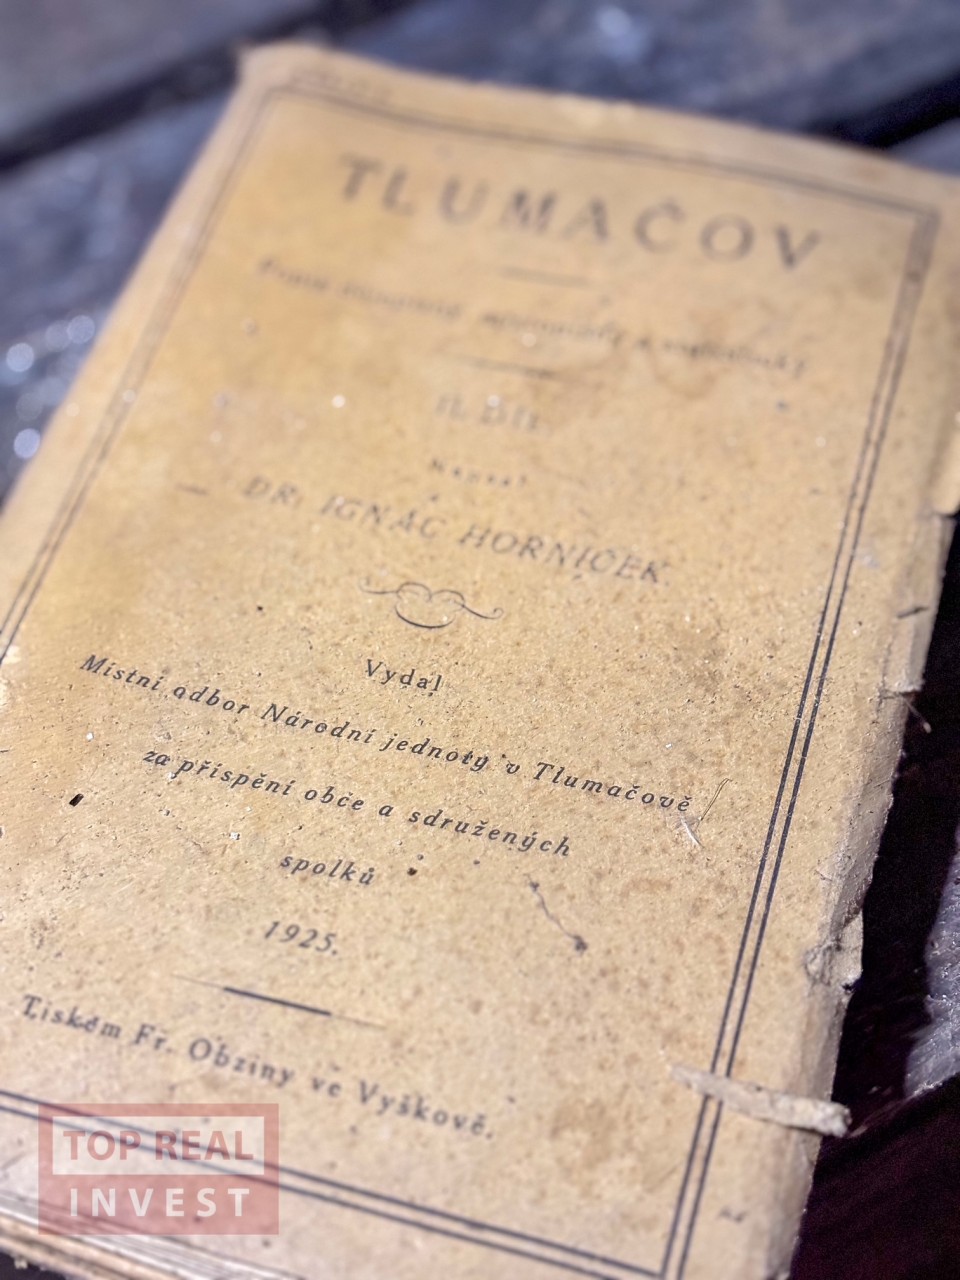 TLUMAČOV
II. DÍL.
Napsal
DR. IGNÁC HORNÍČEK.
Vydal
Místní odbor Národní jednoty v Tlumačově
za přispění obce a sdružených
spolků
1925.
Tiskem Fr. Obziny ve Vyškově.
TOP REAL
INVEST